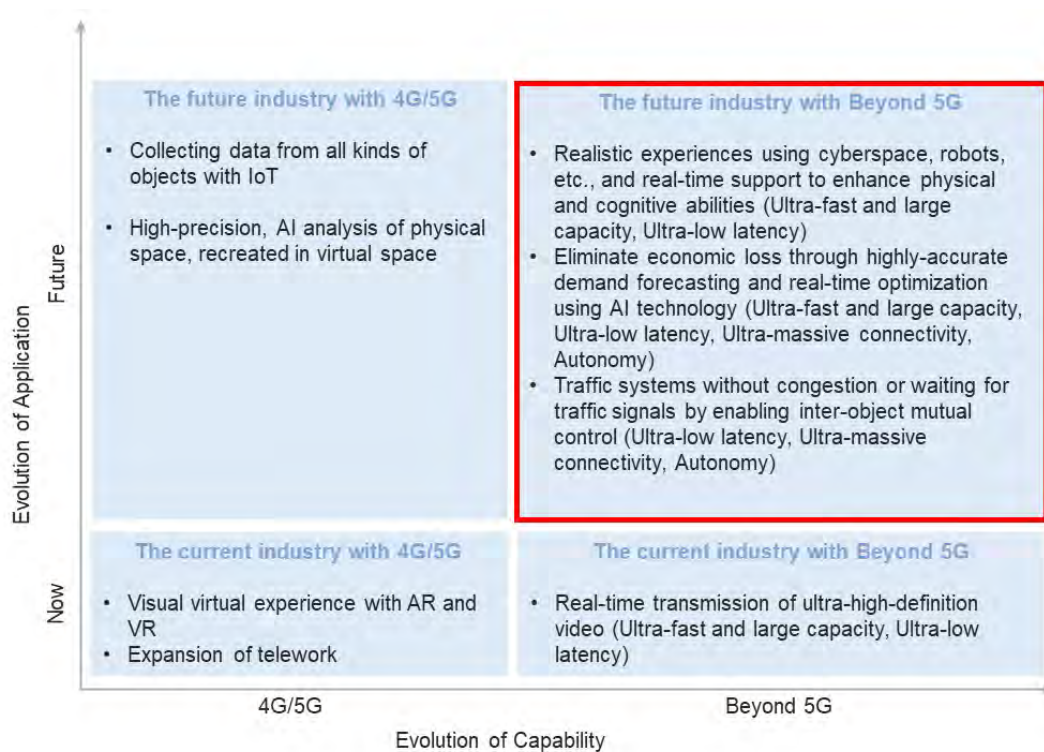 The future industry with 4G/5G
• Collecting data from all kinds of
objects with IoT
• High-precision, AI analysis of physical
space, recreated in virtual space
The future industry with Beyond 5G
• Realistic experiences using cyberspace, robots,
etc., and real-time support to enhance physical
and cognitive abilities (Ultra-fast and large
capacity, Ultra-low latency)
• Eliminate economic loss through highly-accurate
demand forecasting and real-time optimization
using AI technology (Ultra-fast and large capacity,
Ultra-low latency, Ultra-massive connectivity,
Autonomy)
• Traffic systems without congestion or waiting for
traffic signals by enabling inter-object mutual
control (Ultra-low latency, Ultra-massive
connectivity, Autonomy)
The current industry with 4G/5G
• Visual virtual experience with AR and
VR
• Expansion of telework
The current industry with Beyond 5G
• Real-time transmission of ultra-high-definition
video (Ultra-fast and large capacity, Ultra-low
latency)
Evolution of Application
Future
Now
4G/5G
Beyond 5G
Evolution of Capability